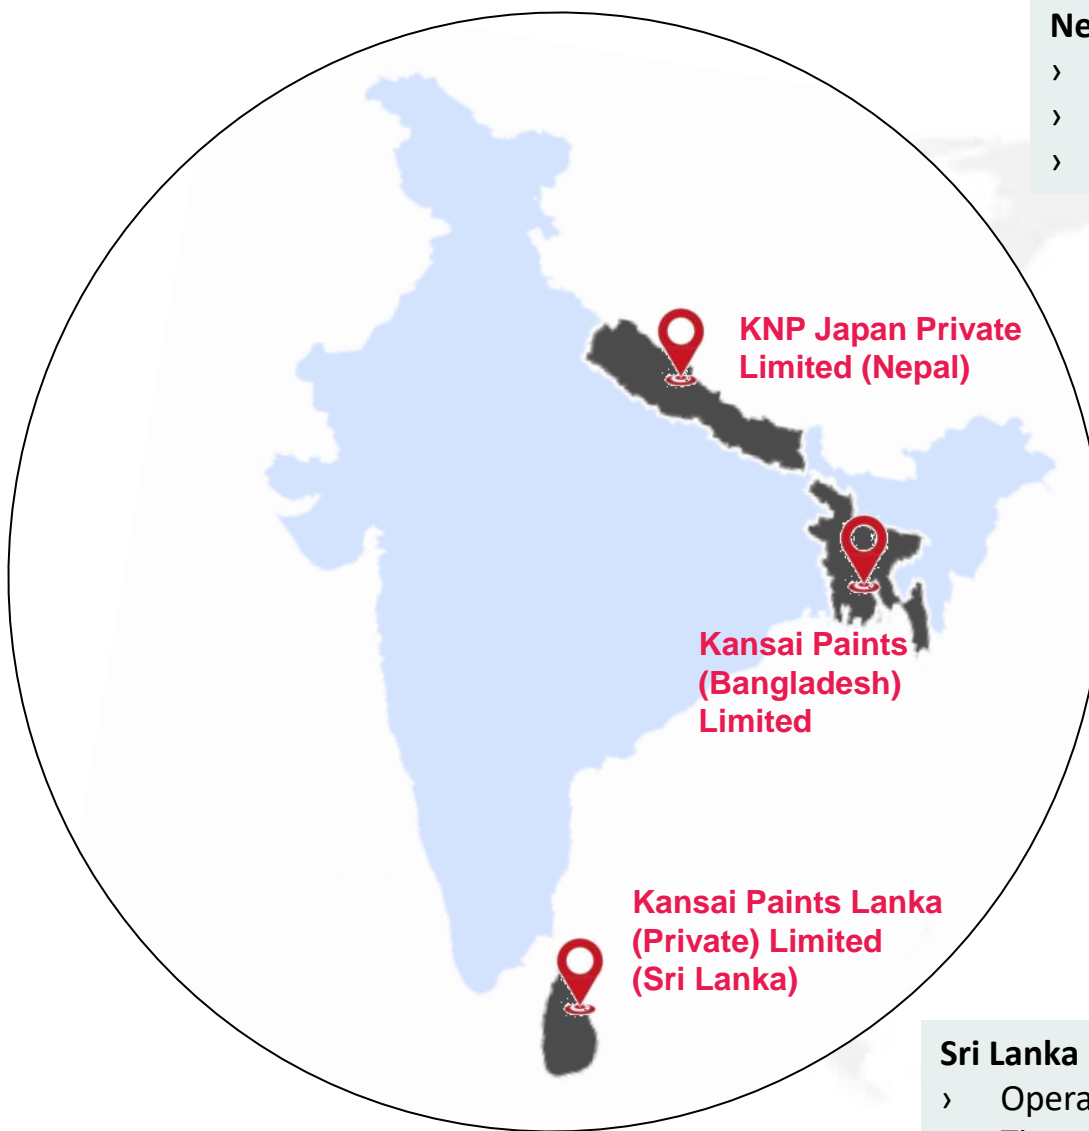 Ne
›
›
›
KNP Japan Private
Limited (Nepal)
Kansai Paints
(Bangladesh)
Limited
Kansai Paints Lanka
(Private) Limited
(Sri Lanka)
Sri Lanka
› Opera